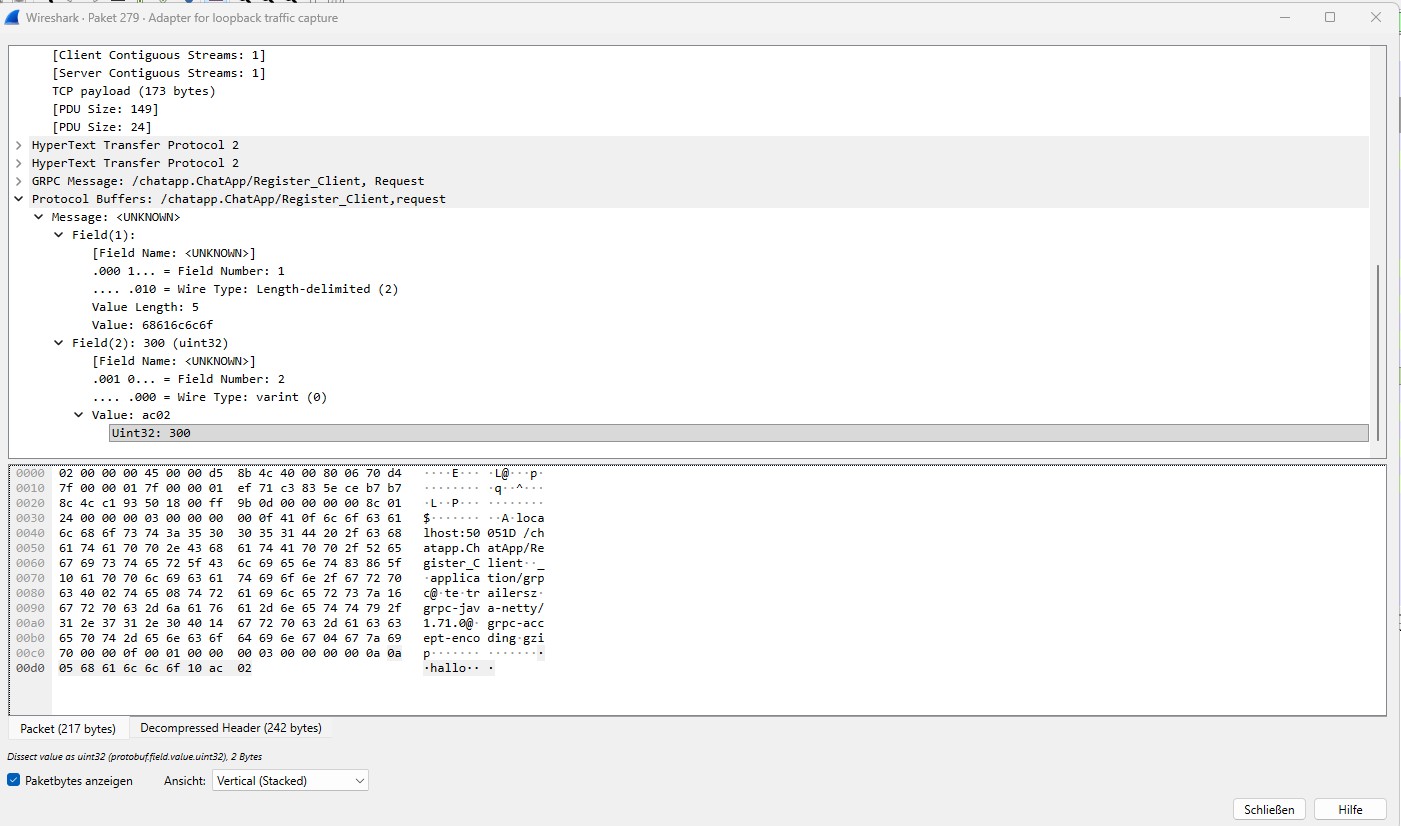 Wireshark · Paket 279 · Adapter for loopback traffic capture
[Client Contiguous Streams: 1]
[Server Contiguous Streams: 1]
TCP payload (173 bytes)
[PDU Size: 149]
[PDU Size: 24]
HyperText Transfer Protocol 2
HyperText Transfer Protocol 2
GRPC Message: /chatapp.ChatApp/Register_Client, Request
Protocol Buffers: /chatapp.ChatApp/Register_Client,request
Message: <UNKNOWN>
Field(1):
[Field Name: <UNKNOWN>]
.000 1... = Field Number: 1
.... .010 = Wire Type: Length-delimited (2)
Value Length: 5
Value: 68616c6c6f
Field(2): 300 (uint32)
[Field Name: <UNKNOWN>]
.001 0... = Field Number: 2
.... .000 = Wire Type: varint (0)
Value: ac02
Uint32: 300
0000 02 00 00 00 45 00 00 d5 8b 4c 40 00 80 06 70 d4 ····E··· ·L@···p·
0010 7f 00 00 01 7f 00 00 01 ef 71 c3 83 5e ce b7 b7 ········ ·q··^···
0020 8c 4c c1 93 50 18 00 ff 9b 0d 00 00 00 00 8c 01 ·L··P··· ········
0030 24 00 00 00 03 00 00 00 00 0f 41 0f 6c 6f 63 61 $······· ··A·loca
0040 6c 68 6f 73 74 3a 35 30 30 35 31 44 20 2f 63 68 lhost:50 051D /ch
0050 61 74 61 70 70 2e 43 68 61 74 41 70 70 2f 52 65 atapp.Ch atApp/Re
0060 67 69 73 74 65 72 5f 43 6c 69 65 6e 74 83 86 5f gister_C lient··_
0070 10 61 70 70 6c 69 63 61 74 69 6f 6e 2f 67 72 70 ·applica tion/grp
0080 63 40 02 74 65 08 74 72 61 69 6c 65 72 73 7a 16 c@·te·tr ailersz·
0090 67 72 70 63 2d 6a 61 76 61 2d 6e 65 74 74 79 2f grpc-jav a-netty/
00a0 31 2e 37 31 2e 30 40 14 67 72 70 63 2d 61 63 63 1.71.0@· grpc-acc
00b0 65 70 74 2d 65 6e 63 6f 64 69 6e 67 04 67 7a 69 ept-enco ding·gzi
00c0 70 00 00 0f 00 01 00 00 00 03 00 00 00 00 0a 0a p······· ········
00d0 05 68 61 6c 6c 6f 10 ac 02 ·hallo·· ·
Packet (217 bytes) Decompressed Header (242 bytes)
Dissect value as uint32 (protobuf.field.value.uint32), 2 Bytes
Paketbytes anzeigen Ansicht: Vertical (Stacked)
Schließen Hilfe